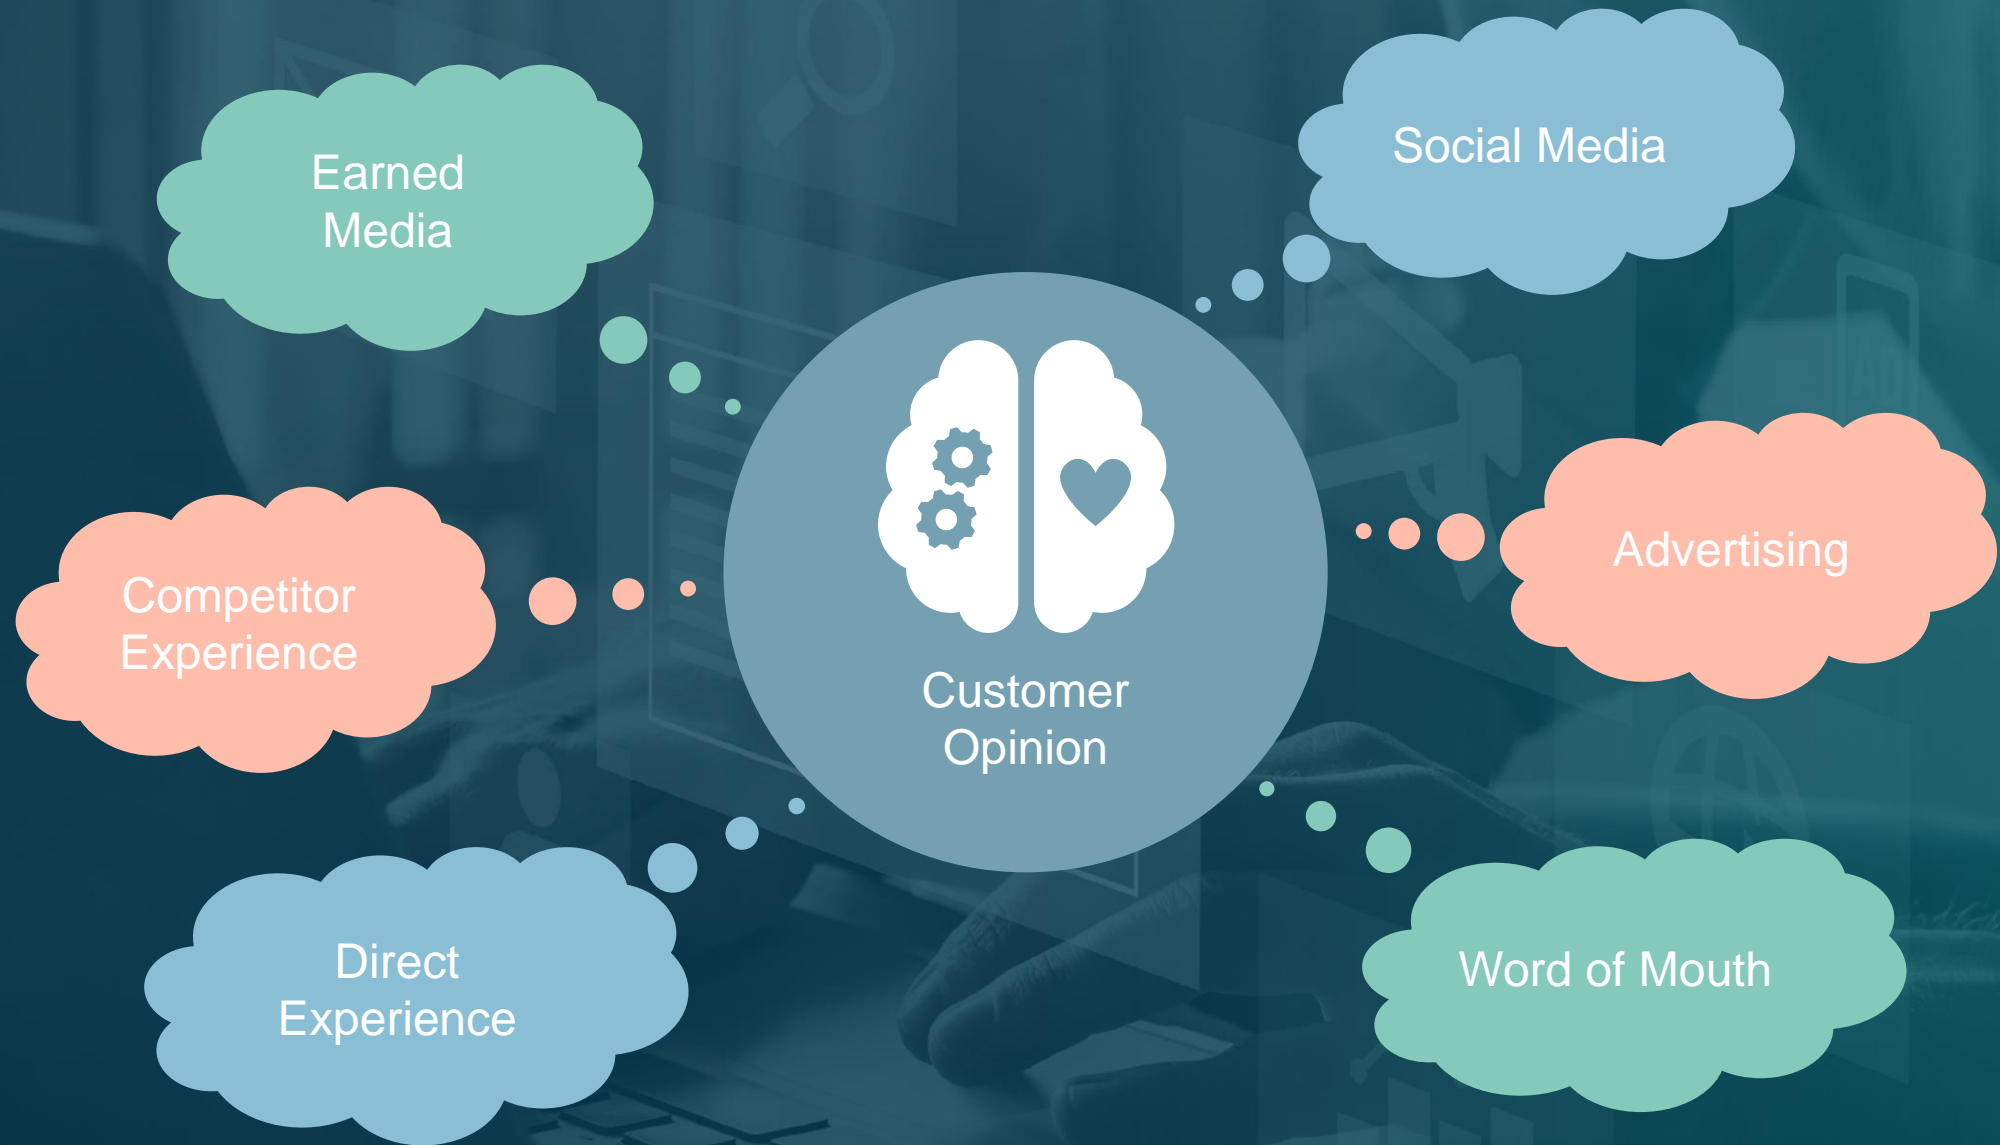 Earned
Media
Social Media
Competitor
Experience
Customer
Opinion
Advertising
Direct
Experience
Word of Mouth